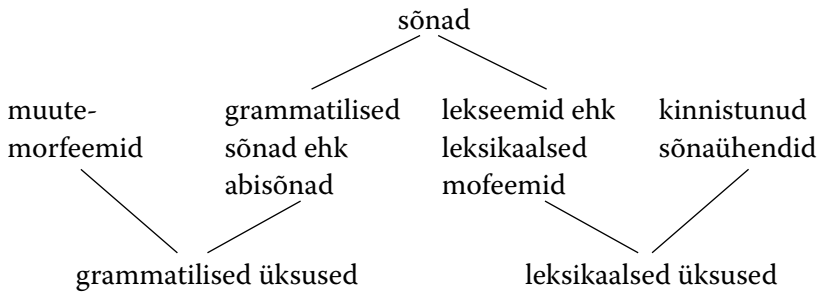 sõnad
muute-
morfeemid
grammatilised
sõnad ehk
abisõnad
lekseemid ehk
leksikaalsed
mofeemid
kinnistunud
sõnaühendid
grammatilised üksused
leksikaalsed üksused